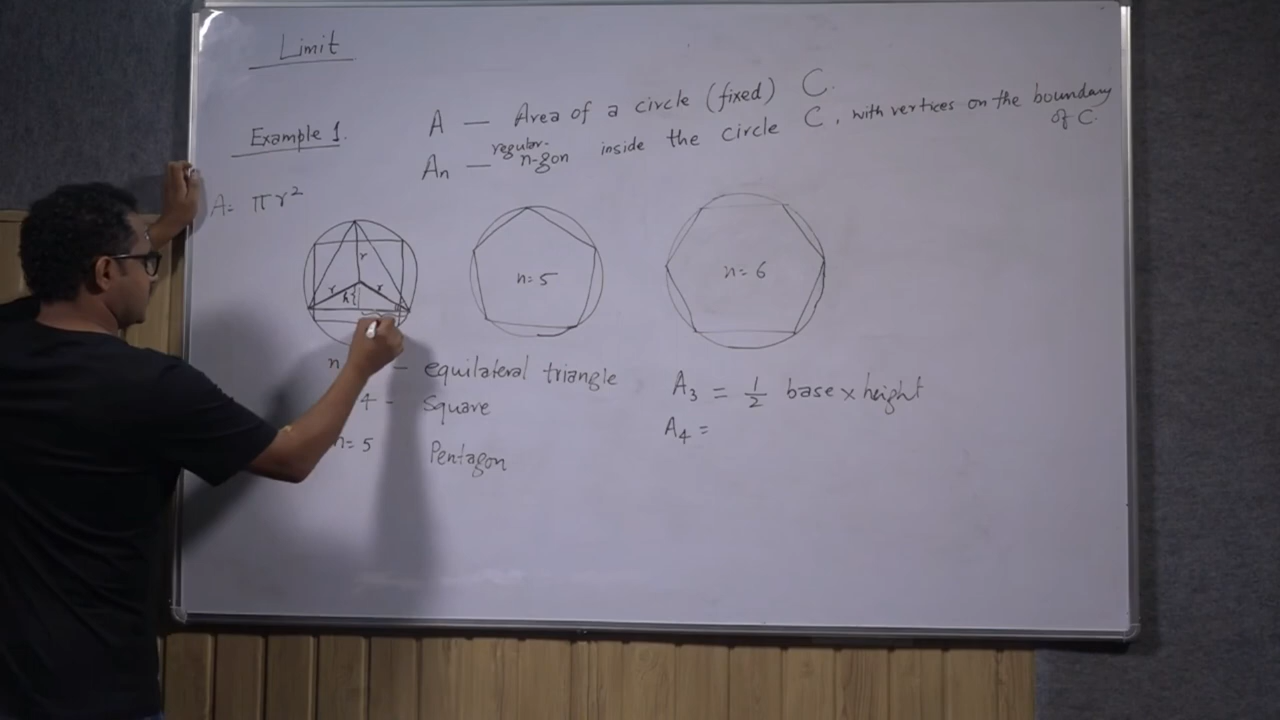 Limit
Example 1.
A — Area of a circle (fixed) C.
An — regular n-gon inside the circle C, with vertices on the boundary of C.
A = πr²
r
r h r
n=5
n=6
n — equilateral triangle
4 - Square
n=5 Pentagon
A₃ = 1/2 base × height
A₄ =